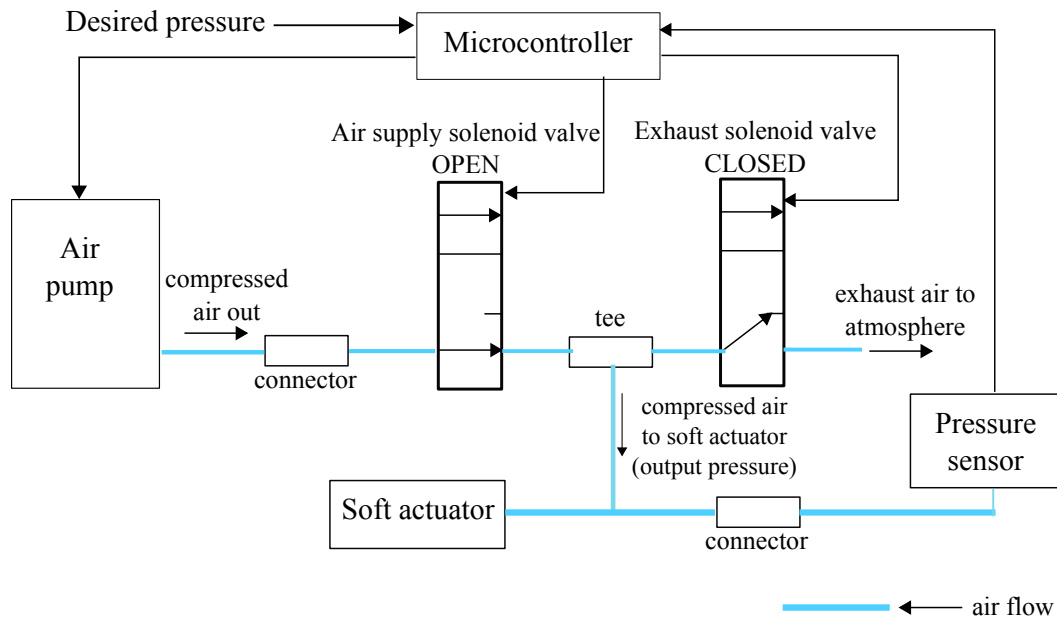 Desired pressure
Microcontroller
Air supply solenoid valve
OPEN
Exhaust solenoid valve
CLOSED
Air
pump
compressed
air out
connector
tee
exhaust air to
atmosphere
compressed air
to soft actuator
(output pressure)
Pressure
sensor
Soft actuator
connector
air flow